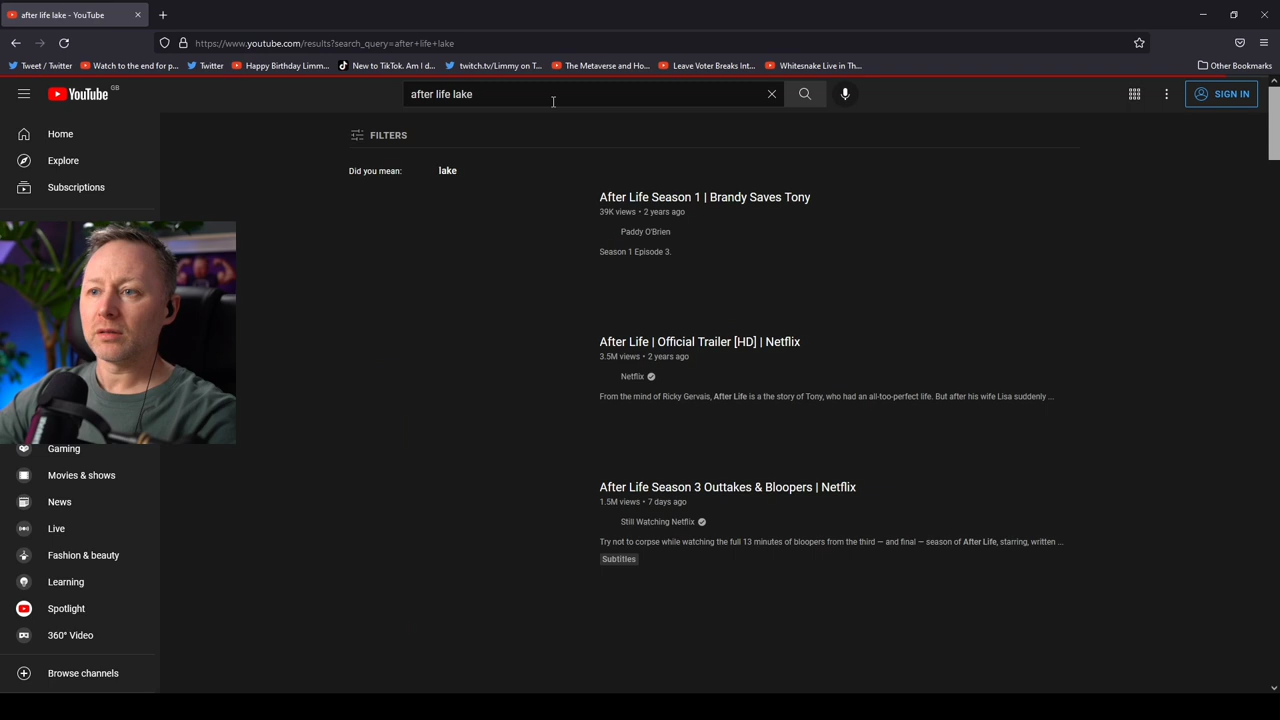 after life lake - YouTube
https://www.youtube.com/results?search_query=after+life+lake
Tweet / Twitter
Watch to the end for p...
Twitter
Happy Birthday Limm...
New to TikTok. Am I d...
twitch.tv/Limmy on T...
The Metaverse and Ho...
Leave Voter Breaks Int...
Whitesnake Live in Th...
Other Bookmarks
YouTube GB
after life lake
SIGN IN
Home
Explore
Subscriptions
Gaming
Movies & shows
News
Live
Fashion & beauty
Learning
Spotlight
360° Video
Browse channels
FILTERS
Did you mean: lake
After Life Season 1 | Brandy Saves Tony
39K views • 2 years ago
Paddy O'Brien
Season 1 Episode 3.
After Life | Official Trailer [HD] | Netflix
3.5M views • 2 years ago
Netflix
From the mind of Ricky Gervais, After Life is a the story of Tony, who had an all-too-perfect life. But after his wife Lisa suddenly ...
After Life Season 3 Outtakes & Bloopers | Netflix
1.5M views • 7 days ago
Still Watching Netflix
Try not to corpse while watching the full 13 minutes of bloopers from the third — and final — season of After Life, starring, written ...
Subtitles